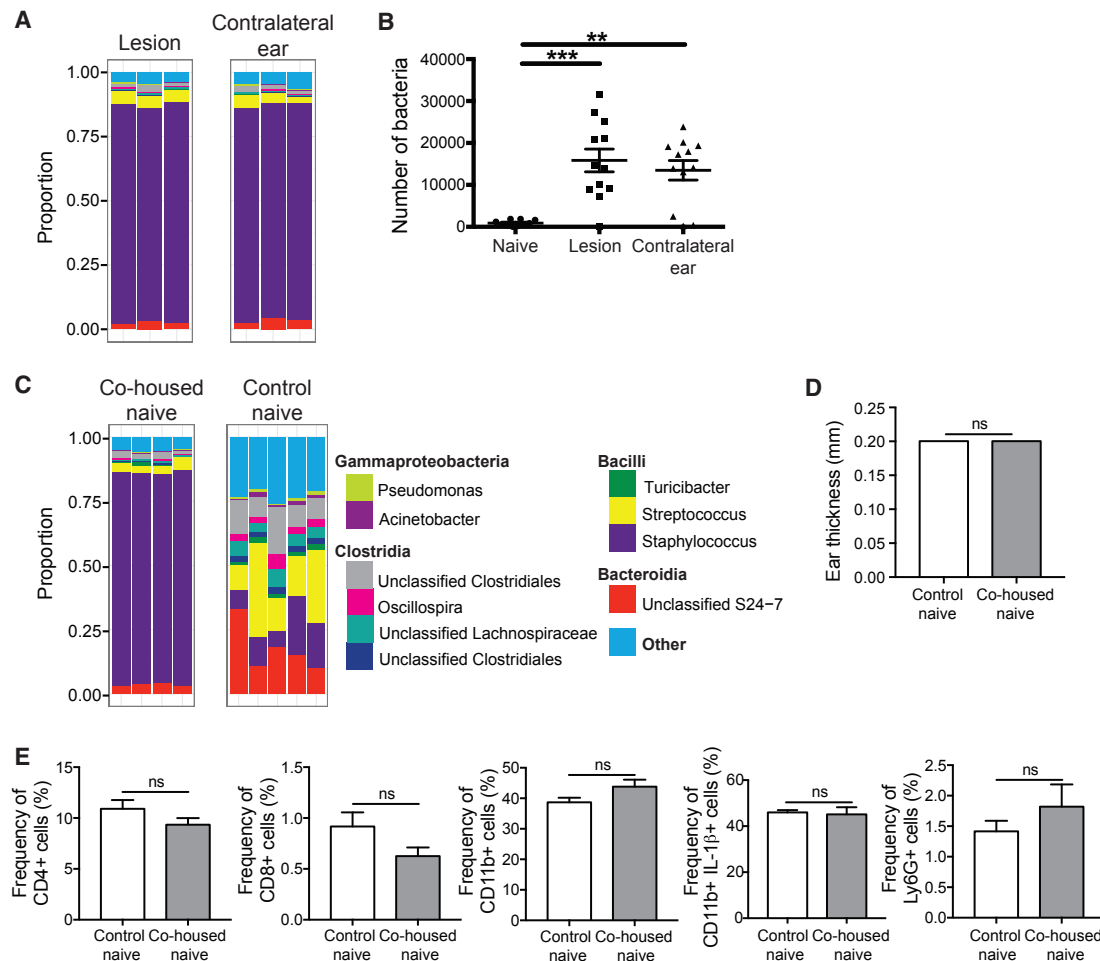 A
Lesion
Contralateral
ear
Proportion
1.00
0.75
0.50
0.25
0.00
B
**
***
Number of bacteria
40000
30000
20000
10000
0
Naive
Lesion
Contralateral
ear
C
Co-housed
naive
Control
naive
Proportion
1.00
0.75
0.50
0.25
0.00
Gammaproteobacteria
Pseudomonas
Acinetobacter
Clostridia
Unclassified Clostridiales
Oscillospira
Unclassified Lachnospiraceae
Unclassified Clostridiales
Bacilli
Turicibacter
Streptococcus
Staphylococcus
Bacteroidia
Unclassified S24−7
Other
D
Ear thickness (mm)
0.25
0.20
0.15
0.10
0.05
0.00
ns
Control
naive
Co-housed
naive
E
Frequency of
CD4+ cells (%)
15
10
5
0
ns
Control
naive
Co-housed
naive
Frequency of
CD8+ cells (%)
1.5
1.0
0.5
0.0
ns
Control
naive
Co-housed
naive
Frequency of
CD11b+ cells (%)
50
40
30
20
10
0
ns
Control
naive
Co-housed
naive
Frequency of
CD11b+ IL-1β+ cells (%)
60
40
20
0
ns
Control
naive
Co-housed
naive
Frequency of
Ly6G+ cells (%)
2.5
2.0
1.5
1.0
0.5
0.0
ns
Control
naive
Co-housed
naive